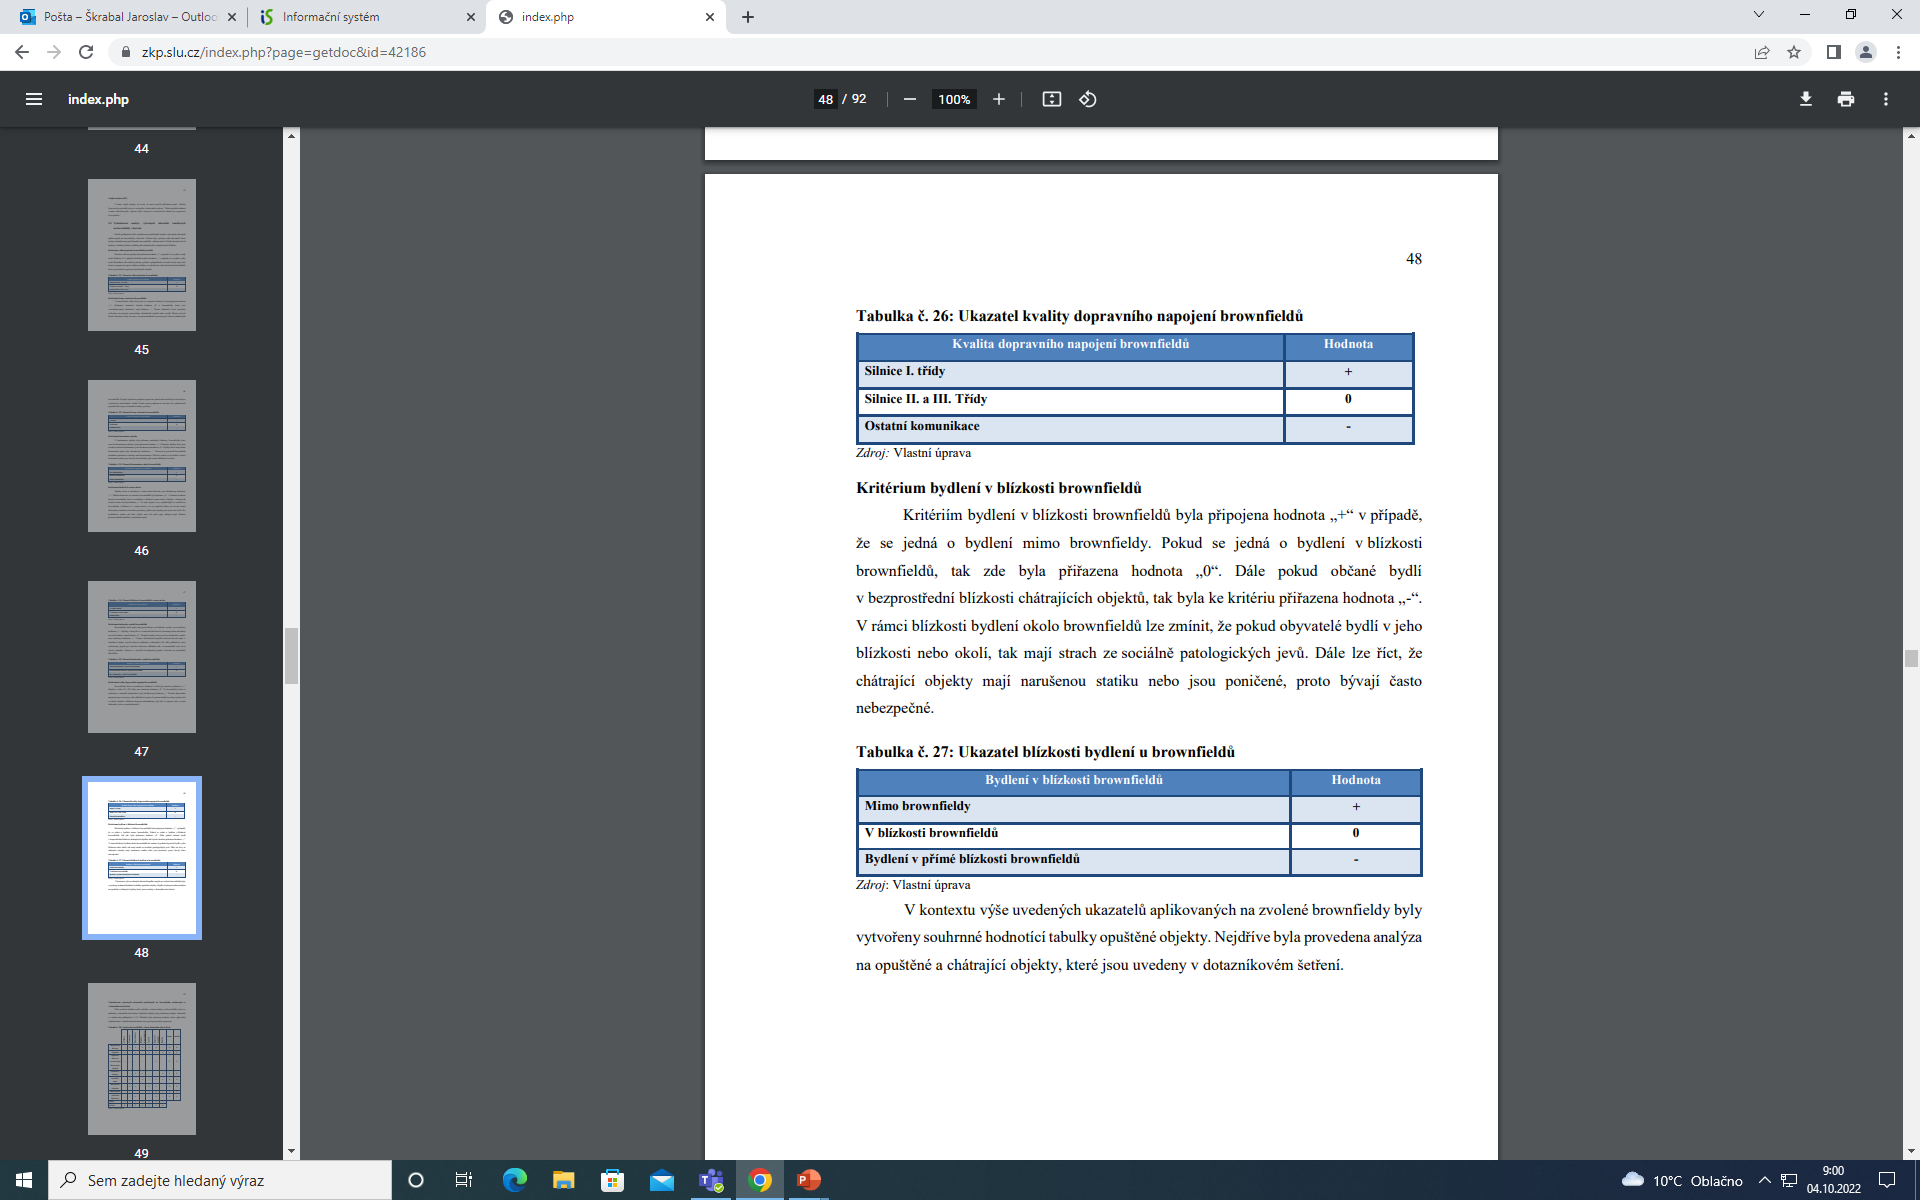 Pošta – Škrabal Jaroslav – Outloo
Informační systém
index.php
zkp.slu.cz/index.php?page=getdoc&id=42186
index.php
48 / 92
100%
44
45
46
47
48
49
48
Tabulka č. 26: Ukazatel kvality dopravního napojení brownfieldů
Kvalita dopravního napojení brownfieldů Hodnota
Silnice I. třídy +
Silnice II. a III. Třídy 0
Ostatní komunikace -
Zdroj: Vlastní úprava
Kritérium bydlení v blízkosti brownfieldů
Kritériím bydlení v blízkosti brownfieldů byla připojena hodnota „+“ v případě,
že se jedná o bydlení mimo brownfieldy. Pokud se jedná o bydlení v blízkosti
brownfieldů, tak zde byla přiřazena hodnota „0“. Dále pokud občané bydlí
v bezprostřední blízkosti chátrajících objektů, tak byla ke kritériu přiřazena hodnota „-“.
V rámci blízkosti bydlení okolo brownfieldů lze zmínit, že pokud obyvatelé bydlí v jeho
blízkosti nebo okolí, tak mají strach ze sociálně patologických jevů. Dále lze říct, že
chátrající objekty mají narušenou statiku nebo jsou poničené, proto bývají často
nebezpečné.
Tabulka č. 27: Ukazatel blízkosti bydlení u brownfieldů
Bydlení v blízkosti brownfieldů Hodnota
Mimo brownfieldy +
V blízkosti brownfieldů 0
Bydlení v přímé blízkosti brownfieldů -
Zdroj: Vlastní úprava
V kontextu výše uvedených ukazatelů aplikovaných na zvolené brownfieldy byly
vytvořeny souhrnné hodnotící tabulky opuštěné objekty. Nejdříve byla provedena analýza
na opuštěné a chátrající objekty, které jsou uvedeny v dotazníkovém šetření.
Sem zadejte hledaný výraz
10°C Oblačno
9:00
04.10.2022